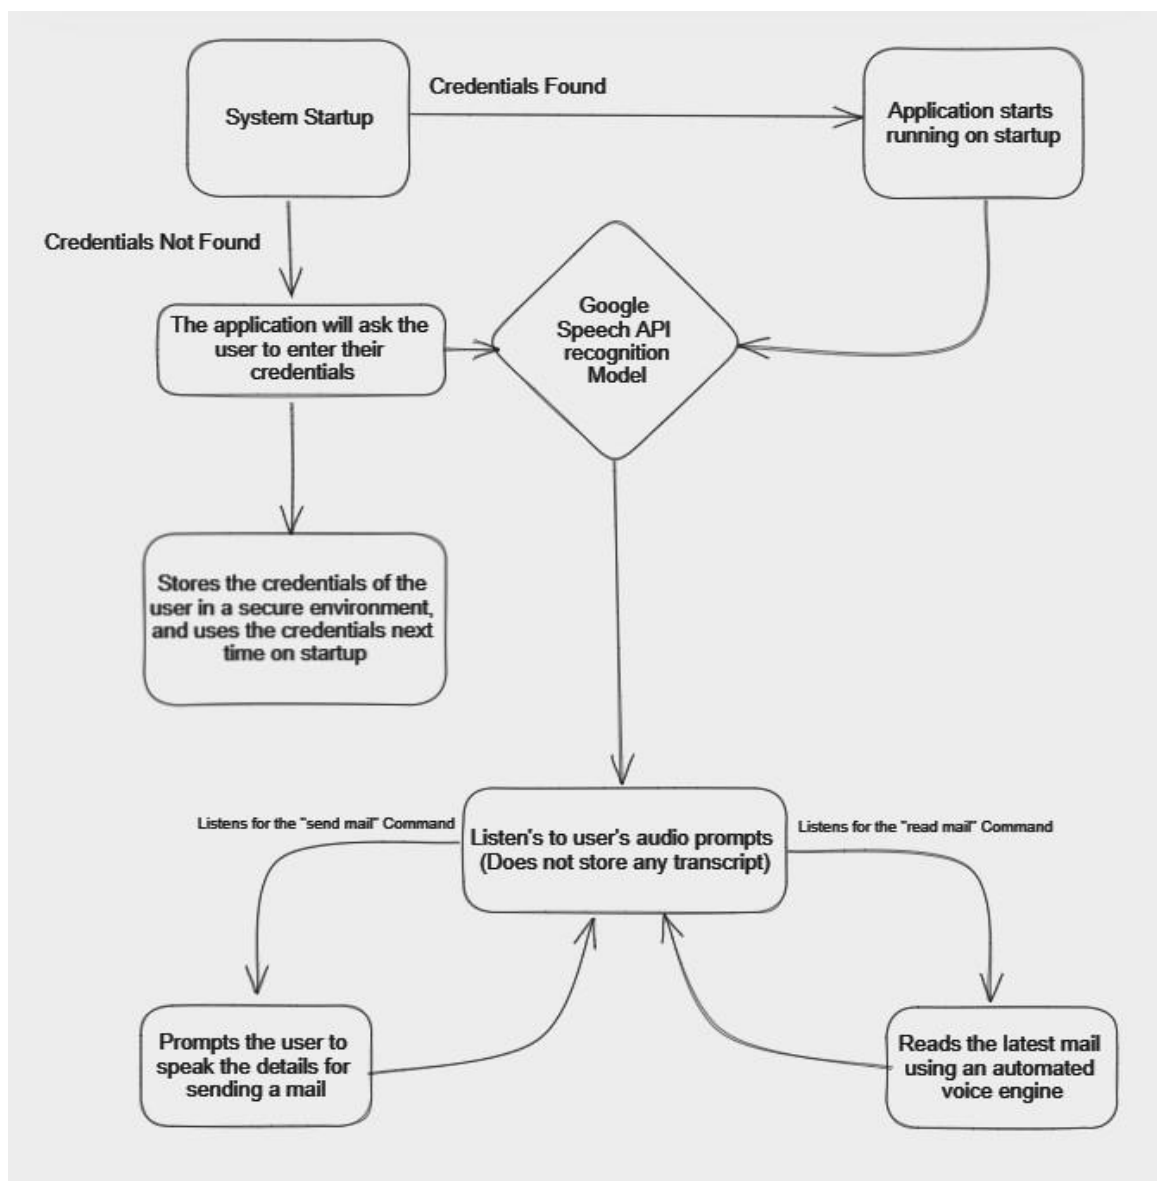 Credentials Found
System Startup
Application starts
running on startup
Credentials Not Found
The application will ask the
user to enter their
credentials
Google
Speech API
recognition
Model
Stores the credentials of the
user in a secure environment,
and uses the credentials next
time on startup
Listens for the "send mail" Command
Listen's to user's audio prompts
(Does not store any transcript)
Listens for the "read mail" Command
Prompts the user to
speak the details for
sending a mail
Reads the latest mail
using an automated
voice engine